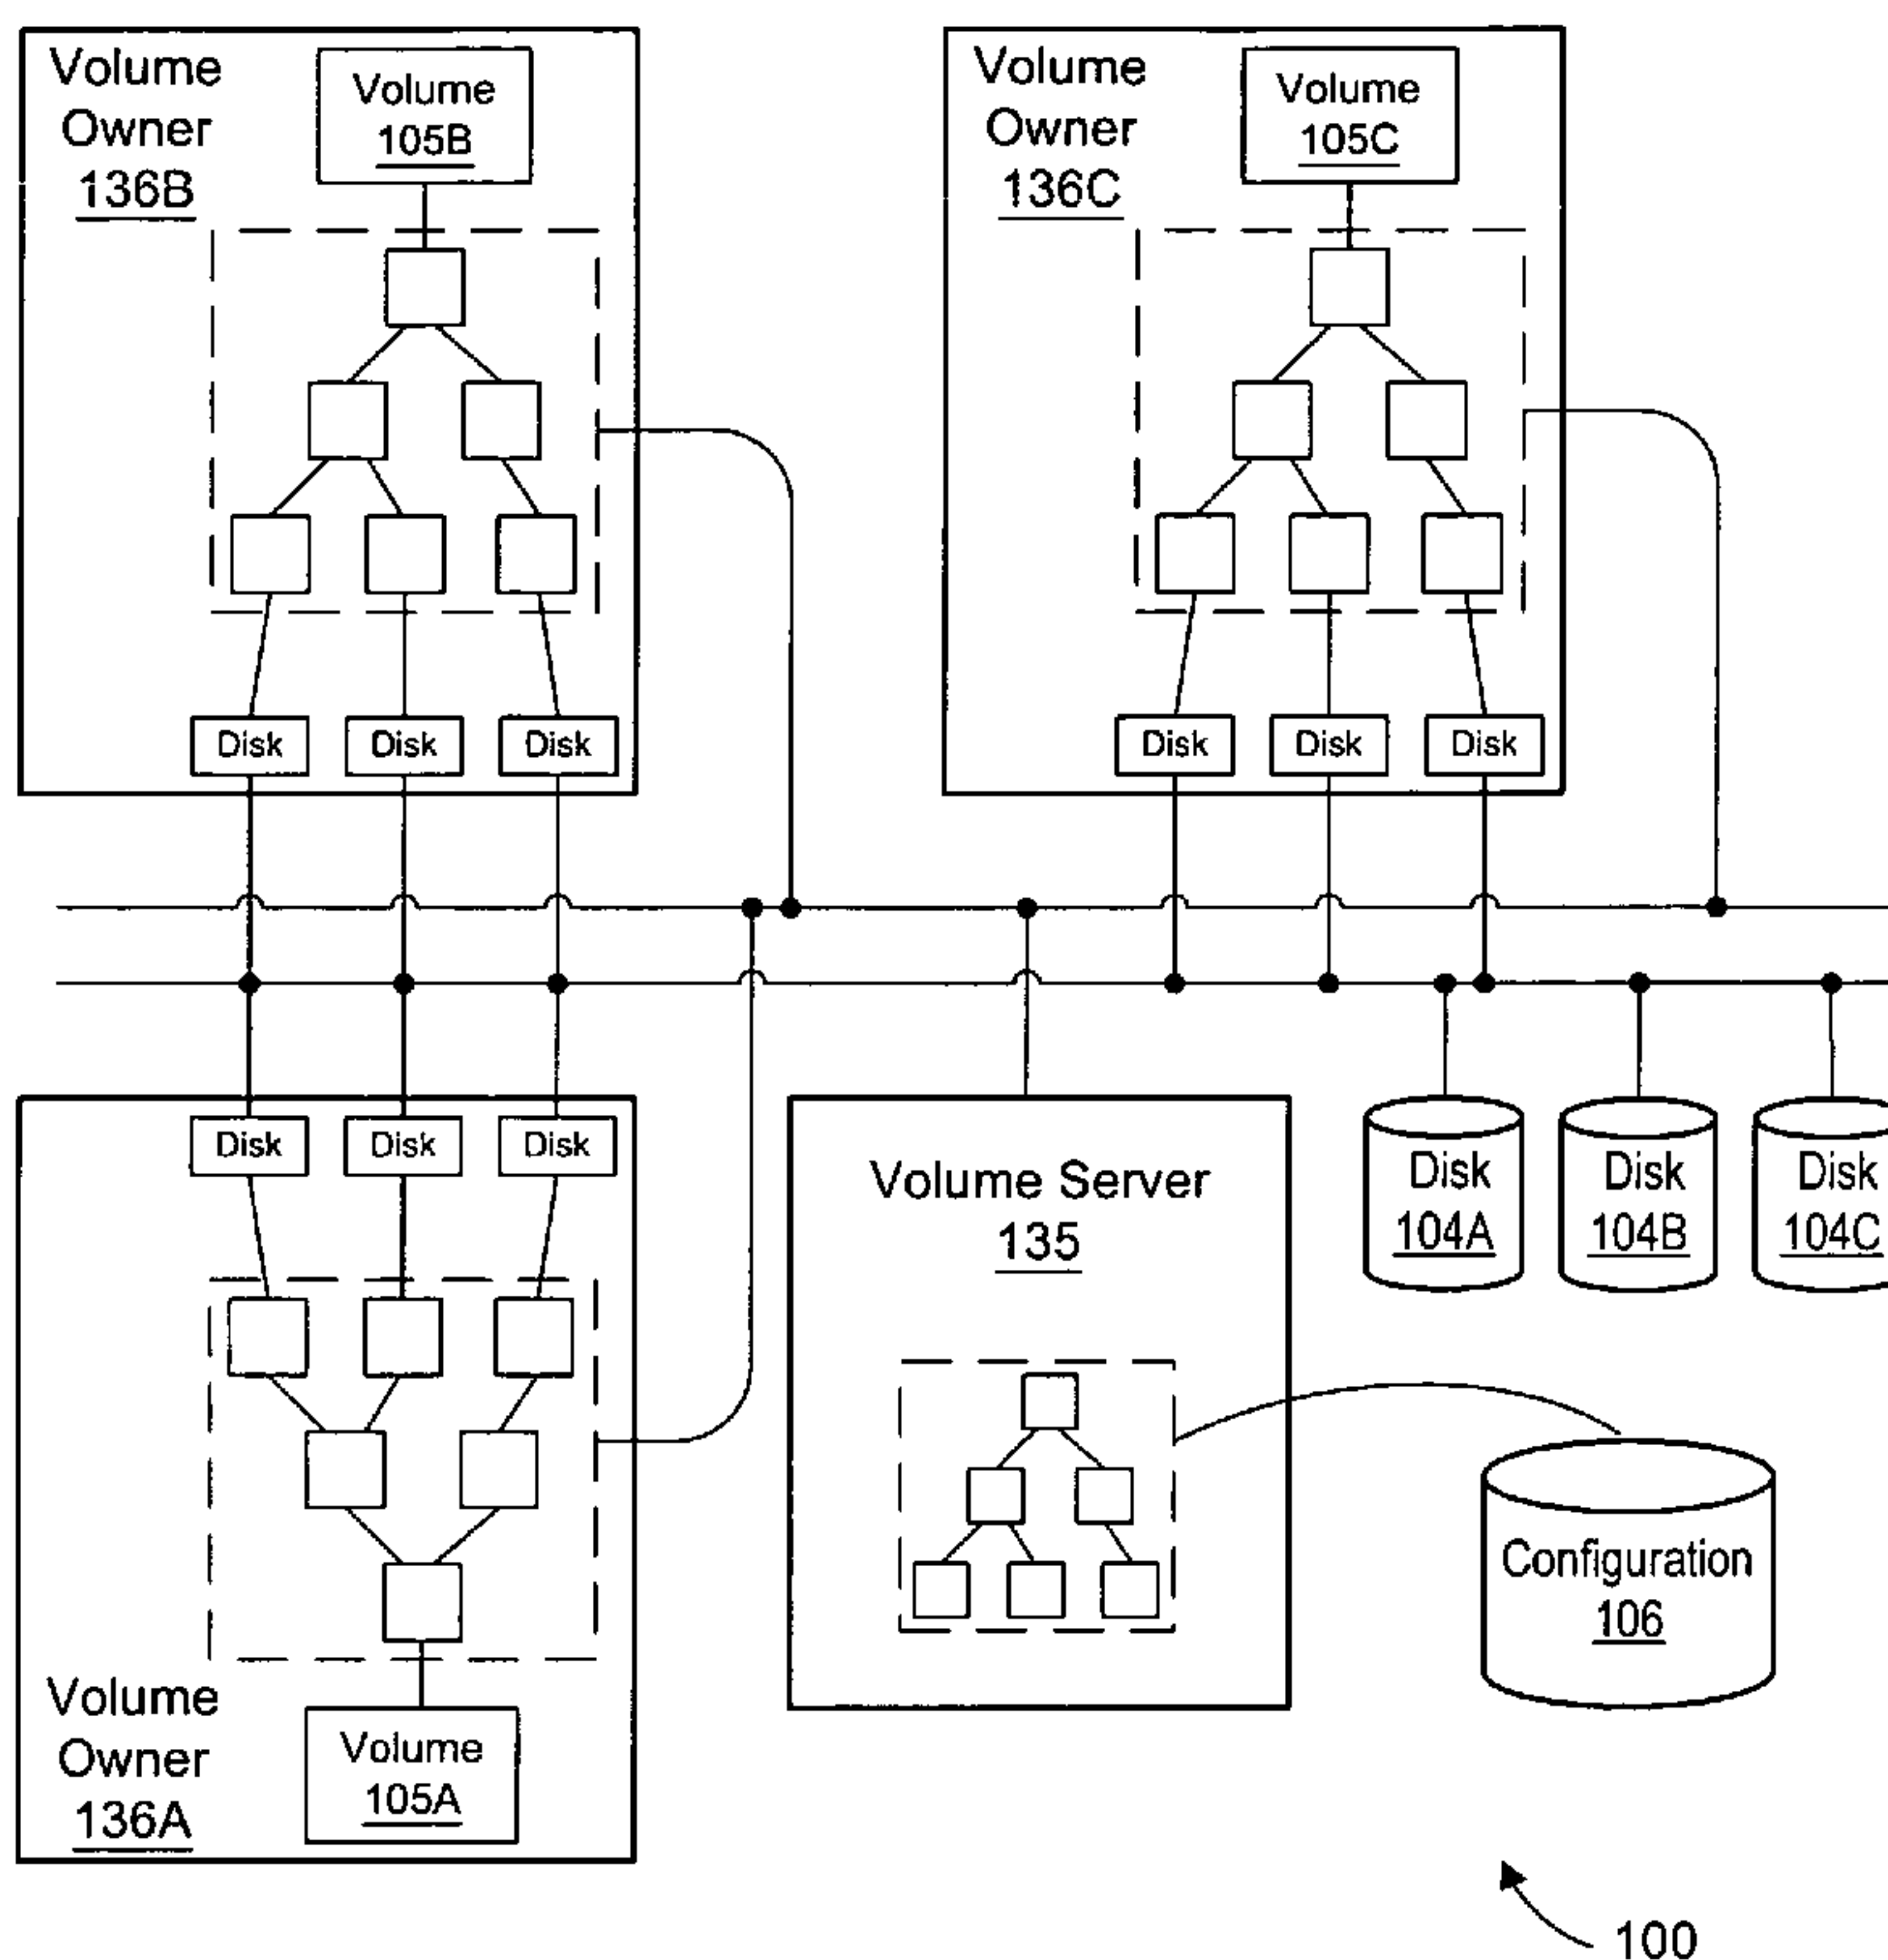 Volume
Owner
136B
Volume
105B
Disk
Disk
Disk
Volume
Owner
136C
Volume
105C
Disk
Disk
Disk
Disk
Disk
Disk
Volume
Owner
136A
Volume
105A
Volume Server
135
Disk
104A
Disk
104B
Disk
104C
Configuration
106
100